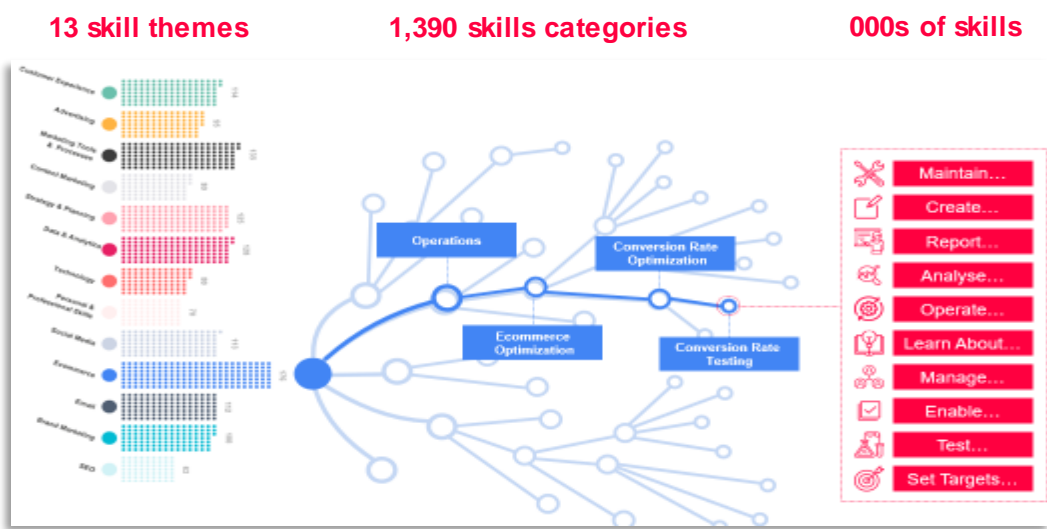 13 skill themes
1,390 skills categories
000s of skills
Customer Experience
Advertising
Marketing Tools
& Processes
Content Marketing
Strategy & Planning
Data & Analytics
Technology
Personal &
Professional Skills
Social Media
Ecommerce
Email
Brand Marketing
SEO
Operations
Ecommerce
Optimization
Conversion Rate
Optimization
Conversion Rate
Testing
Maintain...
Create...
Report...
Analyse...
Operate...
Learn About...
Manage...
Enable...
Test...
Set Targets...